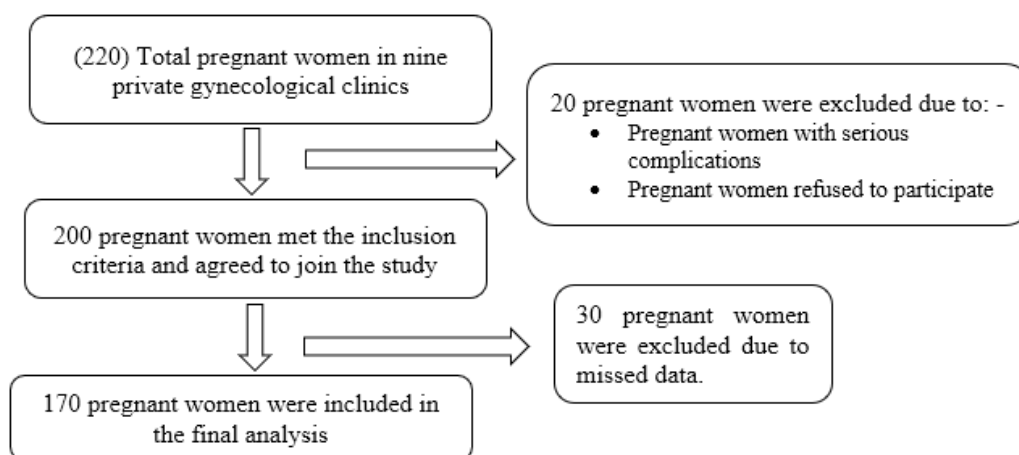 (220) Total pregnant women in nine
private gynecological clinics
20 pregnant women were excluded due to: -
• Pregnant women with serious
complications
• Pregnant women refused to participate
200 pregnant women met the inclusion
criteria and agreed to join the study
30 pregnant women
were excluded due to
missed data.
170 pregnant women were included in
the final analysis